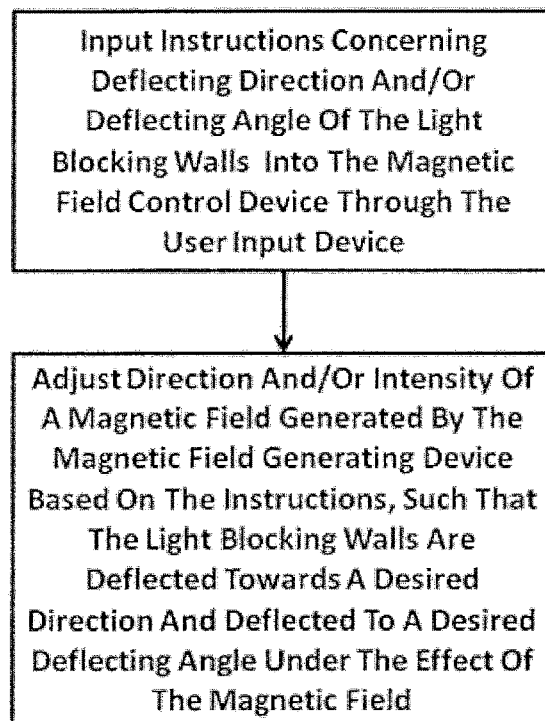 Input Instructions Concerning
Deflecting Direction And/Or
Deflecting Angle Of The Light
Blocking Walls Into The Magnetic
Field Control Device Through The
User Input Device
Adjust Direction And/Or Intensity Of
A Magnetic Field Generated By The
Magnetic Field Generating Device
Based On The Instructions, Such That
The Light Blocking Walls Are
Deflected Towards A Desired
Direction And Deflected To A Desired
Deflecting Angle Under The Effect Of
The Magnetic Field